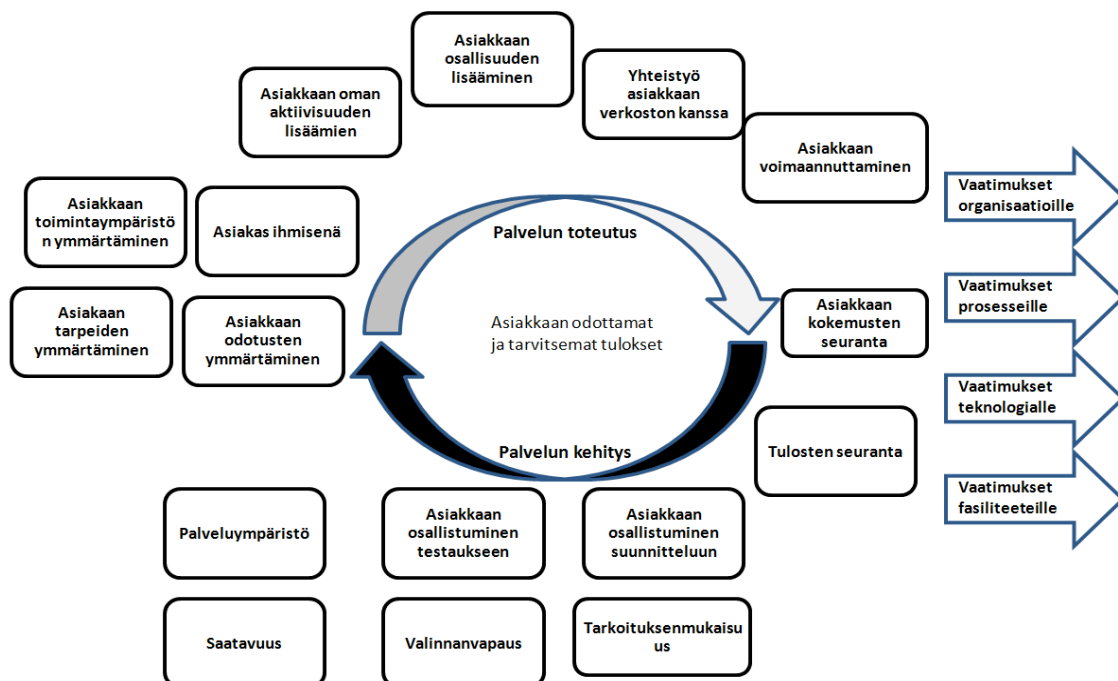 Asiakkaan
osallisuuden
lisääminen
Yhteistyö
asiakkaan
verkoston kanssa
Asiakkaan oman
aktiivisuuden
lisäämien
Asiakkaan
voimaannuttaminen
Asiakkaan
toimintaympäristö
n ymmärtäminen
Asiakas ihmisenä
Asiakaan
tarpeiden
ymmärtäminen
Asiakkaan
odotusten
ymmärtäminen
Palvelun toteutus
Asiakkaan odottamat
ja tarvitsemat tulokset
Palvelun kehitys
Asiakkaan
kokemusten
seuranta
Tulosten seuranta
Palveluympäristö
Asiakkaan
osallistuminen
testaukseen
Asiakkaan
osallistuminen
suunnitteluun
Saatavuus
Valinnanvapaus
Tarkoituksenmukaisu
us
Vaatimukset
organisaatioille
Vaatimukset
prosesseille
Vaatimukset
teknologialle
Vaatimukset
fasiliteeteille